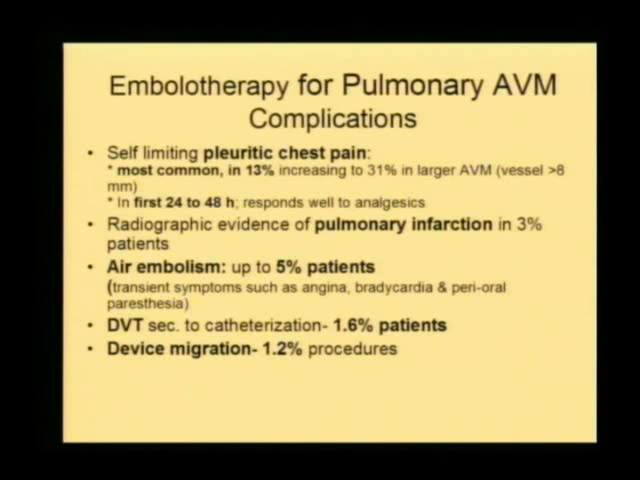 Embolotherapy for Pulmonary AVM
Complications
• Self limiting pleuritic chest pain:
* most common, in 13% increasing to 31% in larger AVM (vessel >8
mm)
* In first 24 to 48 h; responds well to analgesics
• Radiographic evidence of pulmonary infarction in 3%
patients
• Air embolism: up to 5% patients
(transient symptoms such as angina, bradycardia & peri-oral
paresthesia)
• DVT sec. to catheterization- 1.6% patients
• Device migration- 1.2% procedures